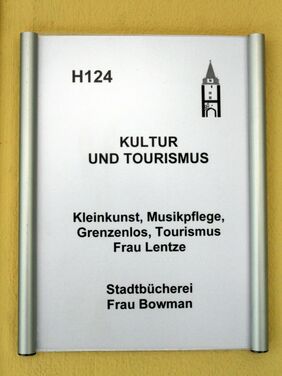 H124
KULTUR
UND TOURISMUS
Kleinkunst, Musikpflege,
Grenzenlos, Tourismus
Frau Lentze
Stadtbücherei
Frau Bowman